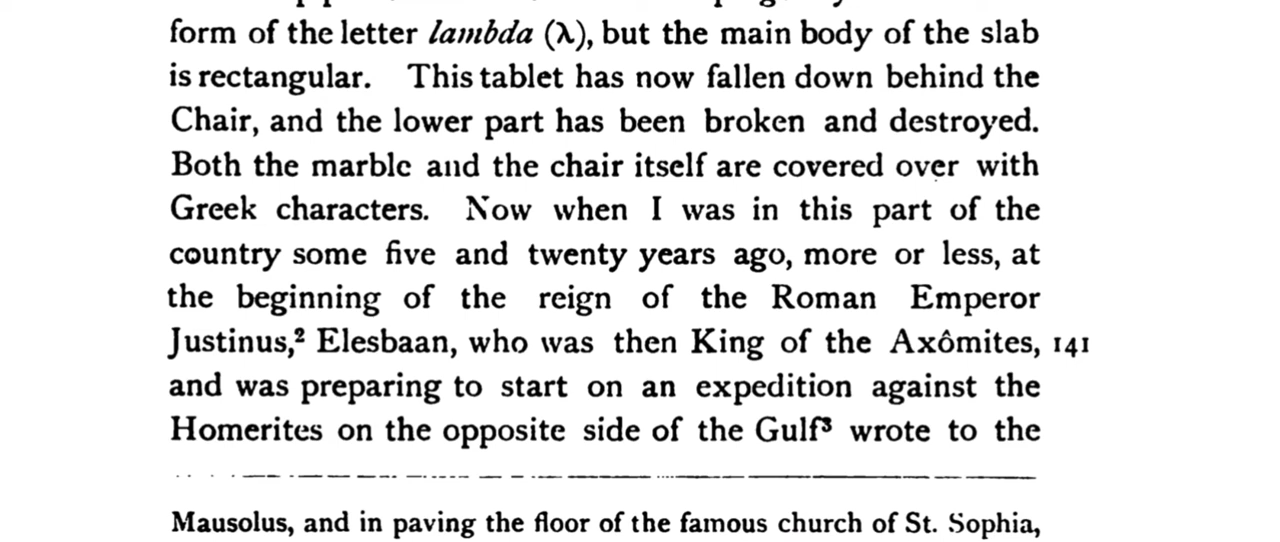 form of the letter lambda (λ), but the main body of the slab
is rectangular. This tablet has now fallen down behind the
Chair, and the lower part has been broken and destroyed.
Both the marble and the chair itself are covered over with
Greek characters. Now when I was in this part of the
country some five and twenty years ago, more or less, at
the beginning of the reign of the Roman Emperor
Justinus,² Elesbaan, who was then King of the Axômites, 141
and was preparing to start on an expedition against the
Homerites on the opposite side of the Gulf³ wrote to the
Mausolus, and in paving the floor of the famous church of St. Sophia,